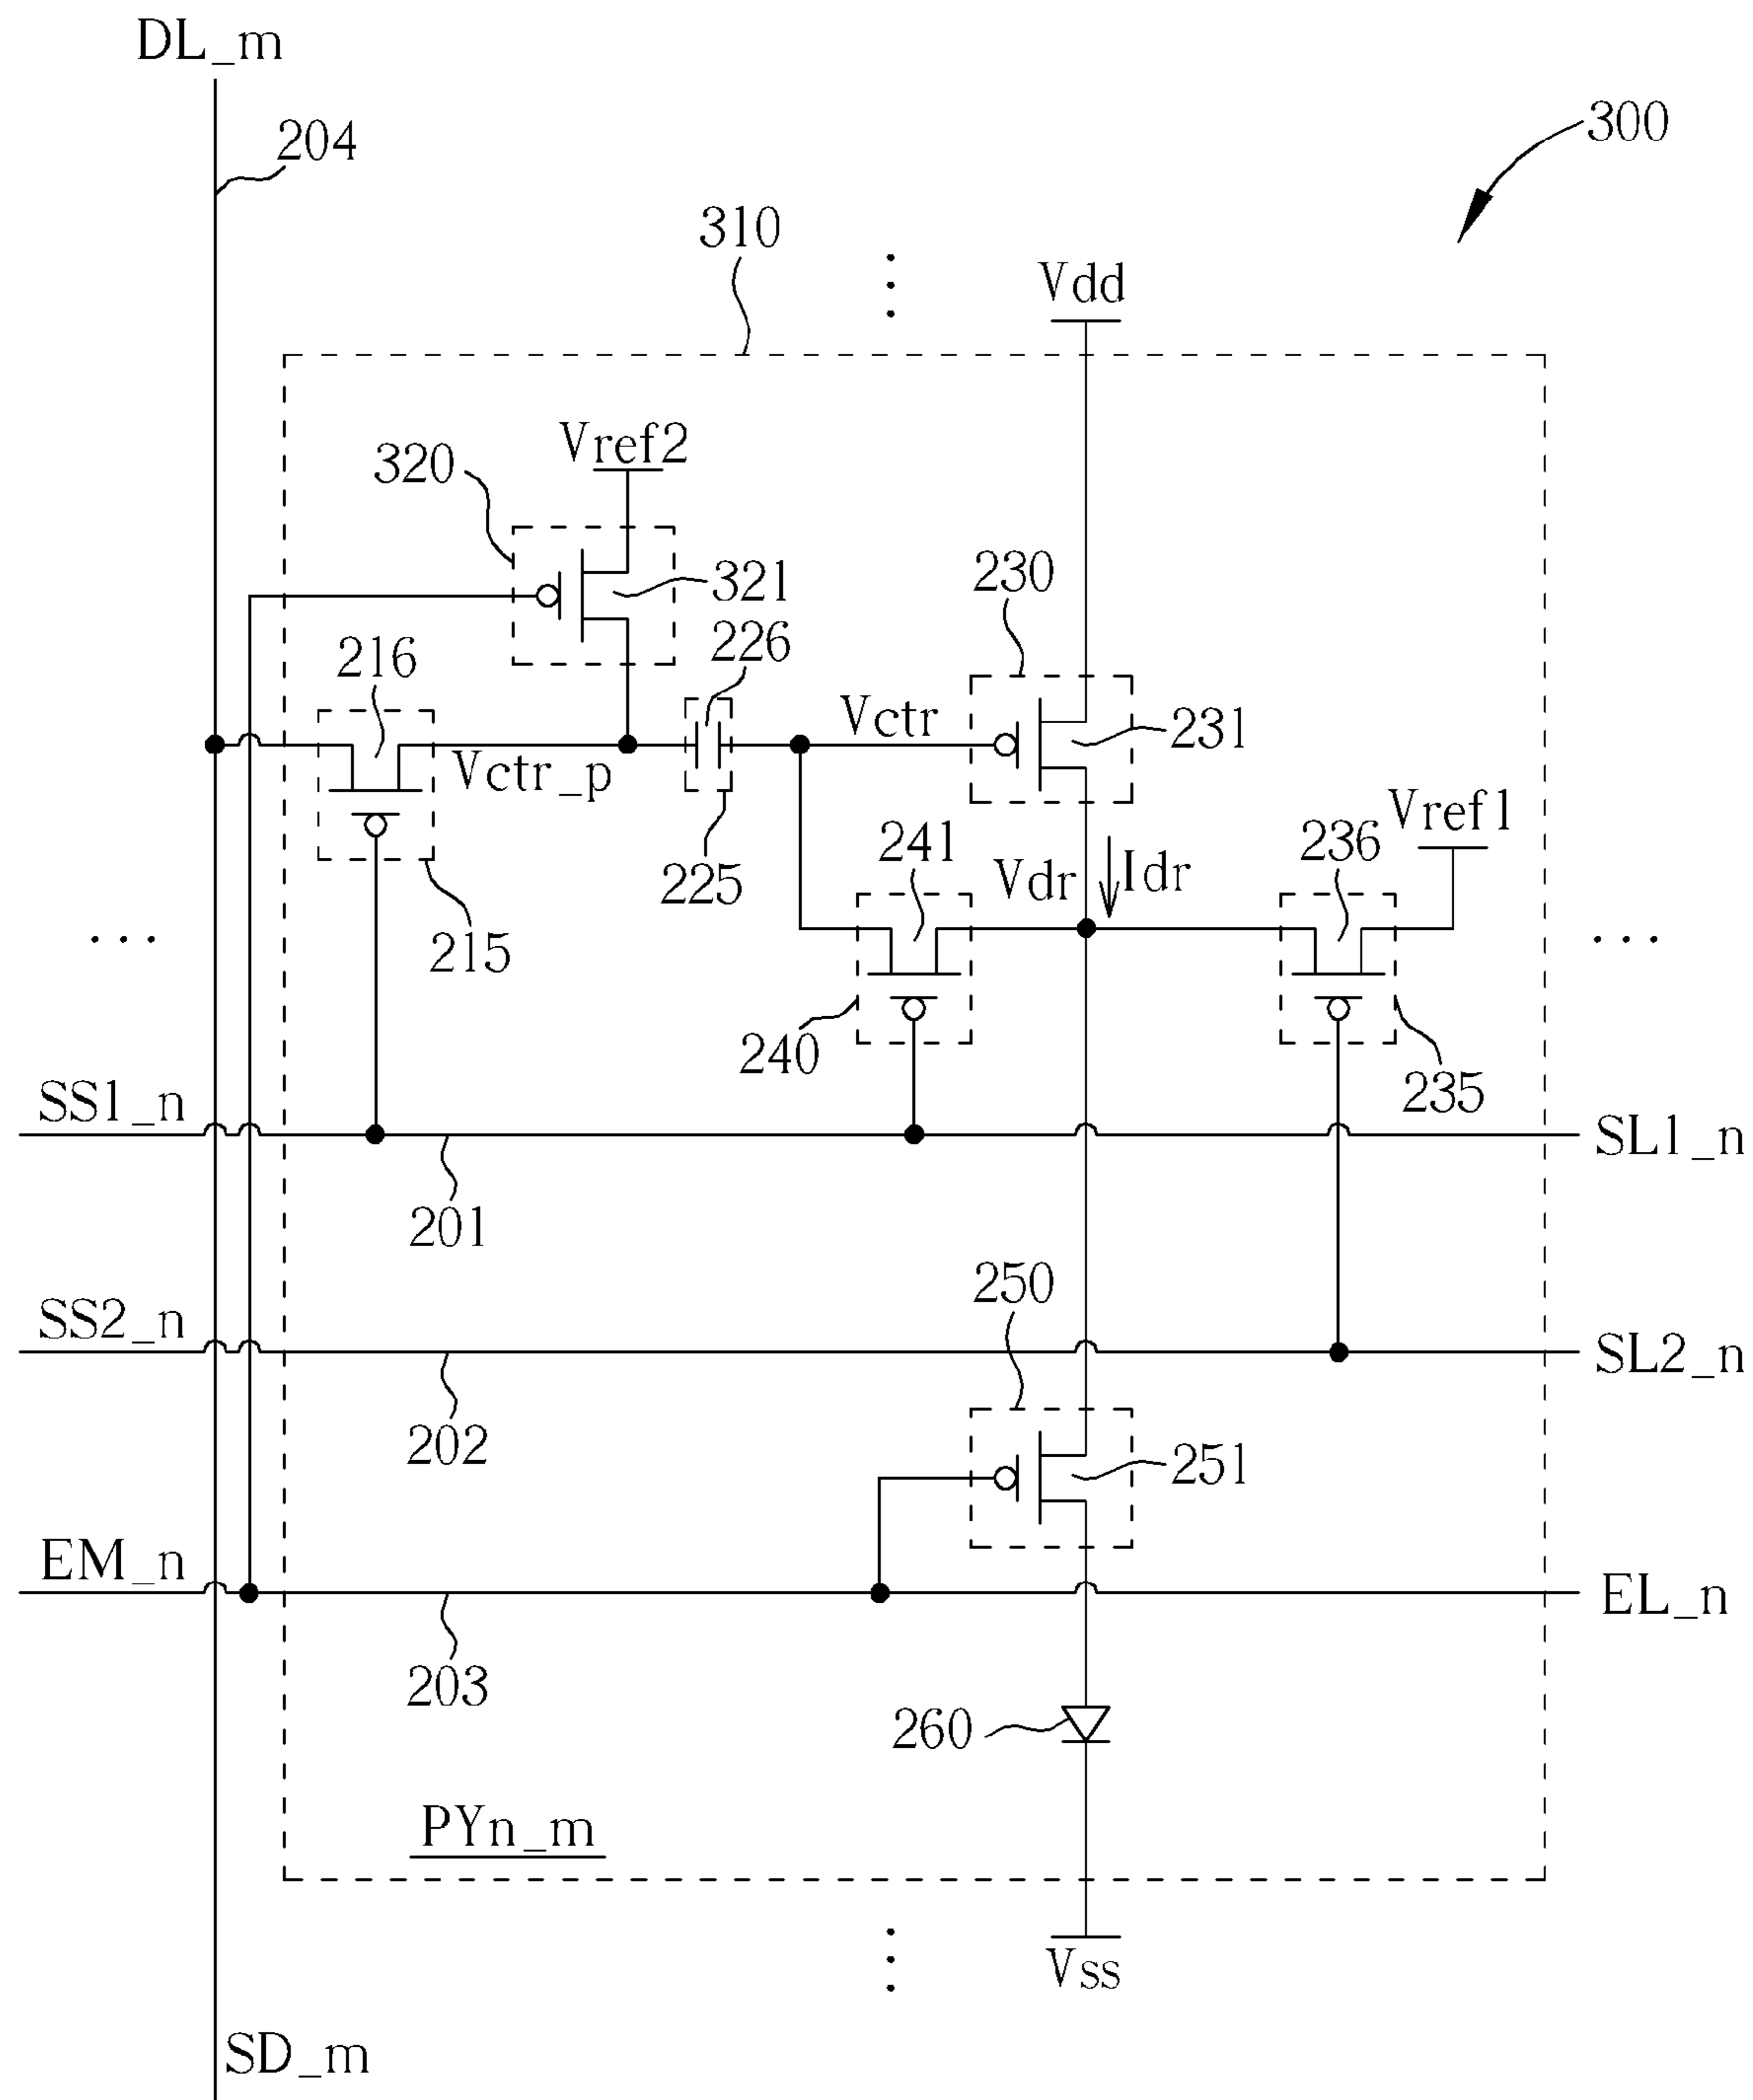 DL_m
204
300
310
Vdd
Vref2
320
321
230
226
216
Vctr
231
Vctr_p
Vref1
241
236
225
Vdr
Idr
215
240
235
SS1_n
SL1_n
201
250
SS2_n
SL2_n
202
251
EM_n
EL_n
203
260
PYn_m
Vss
SD_m